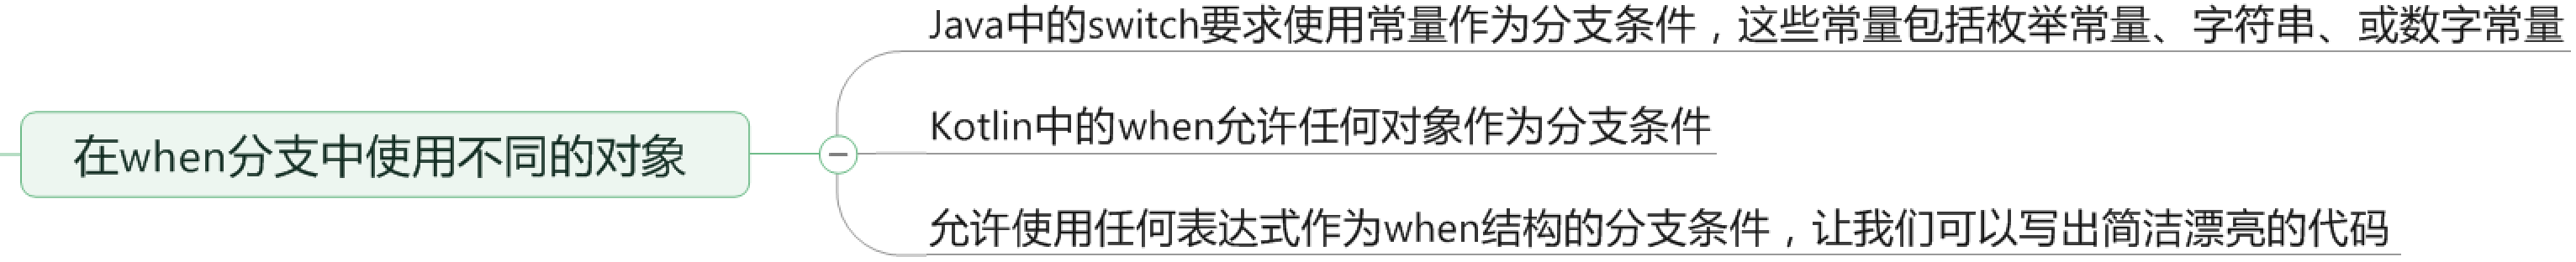 Java中的switch要求使用常量作为分支条件，这些常量包括枚举常量、字符串、或数字常量
在when分支中使用不同的对象
Kotlin中的when允许任何对象作为分支条件
允许使用任何表达式作为when结构的分支条件，让我们可以写出简洁漂亮的代码